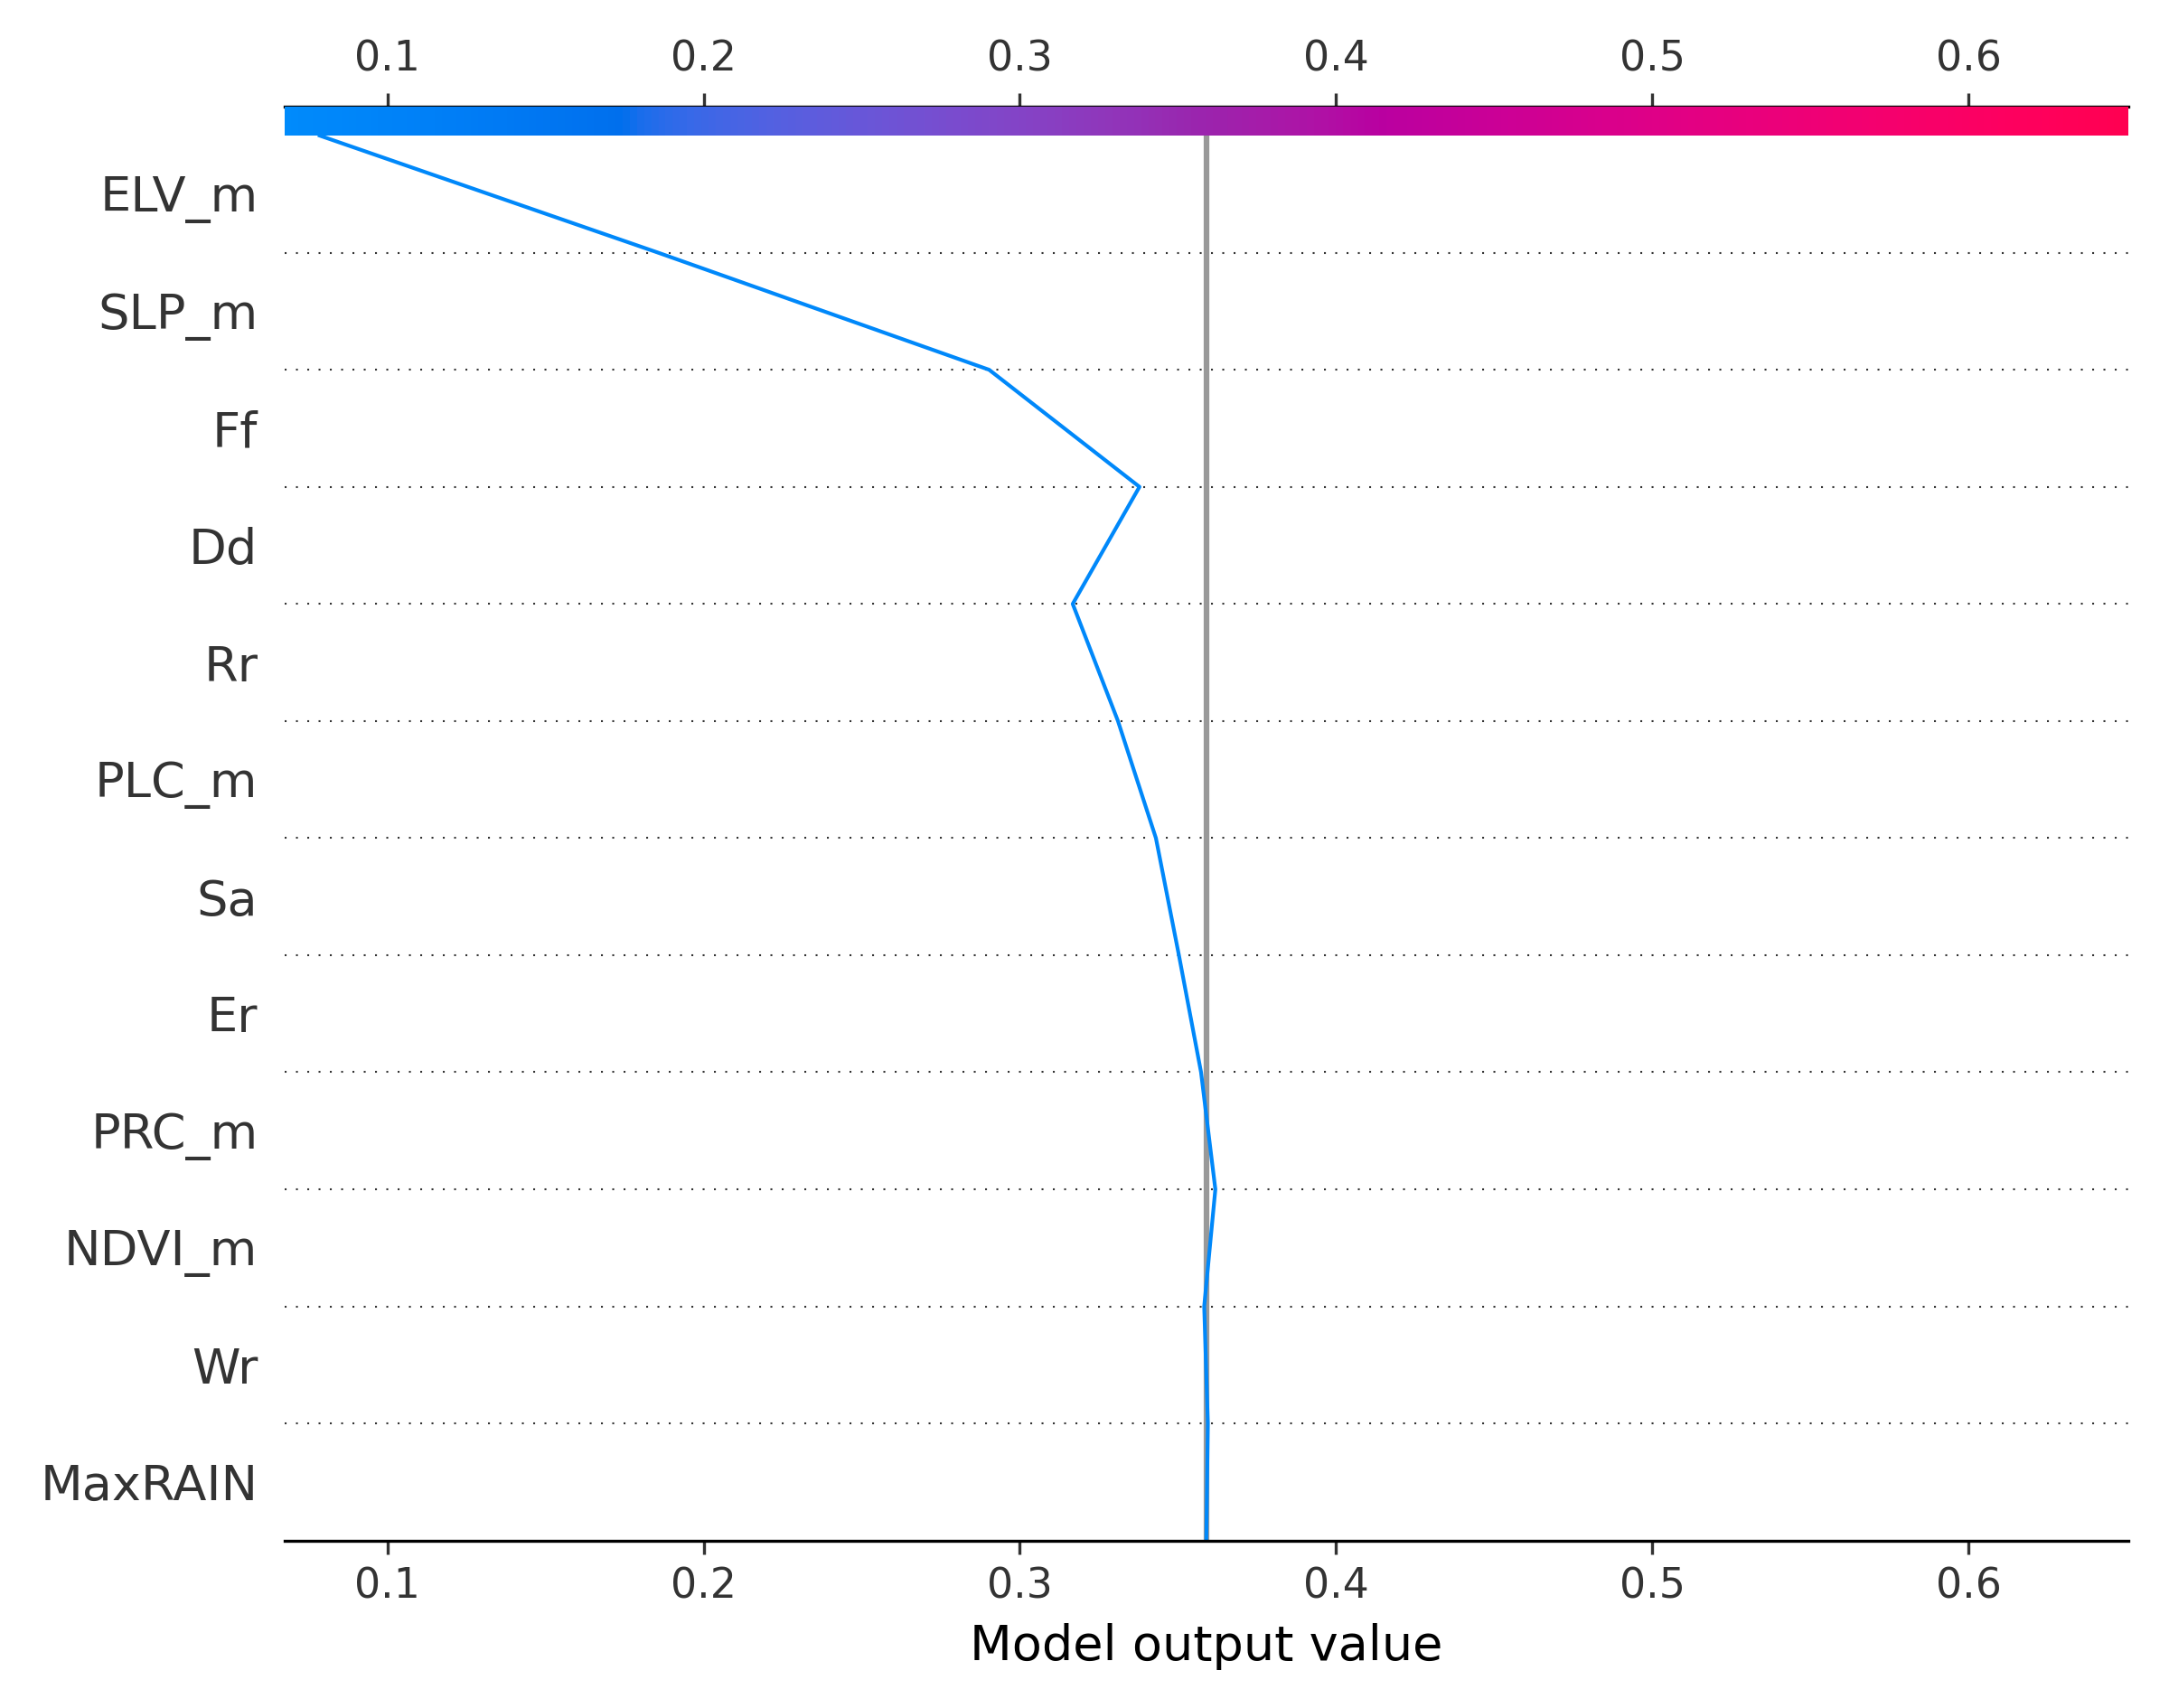 0.1 0.2 0.3 0.4 0.5 0.6
ELV_m
SLP_m
Ff
Dd
Rr
PLC_m
Sa
Er
PRC_m
NDVI_m
Wr
MaxRAIN
0.1 0.2 0.3 0.4 0.5 0.6
Model output value